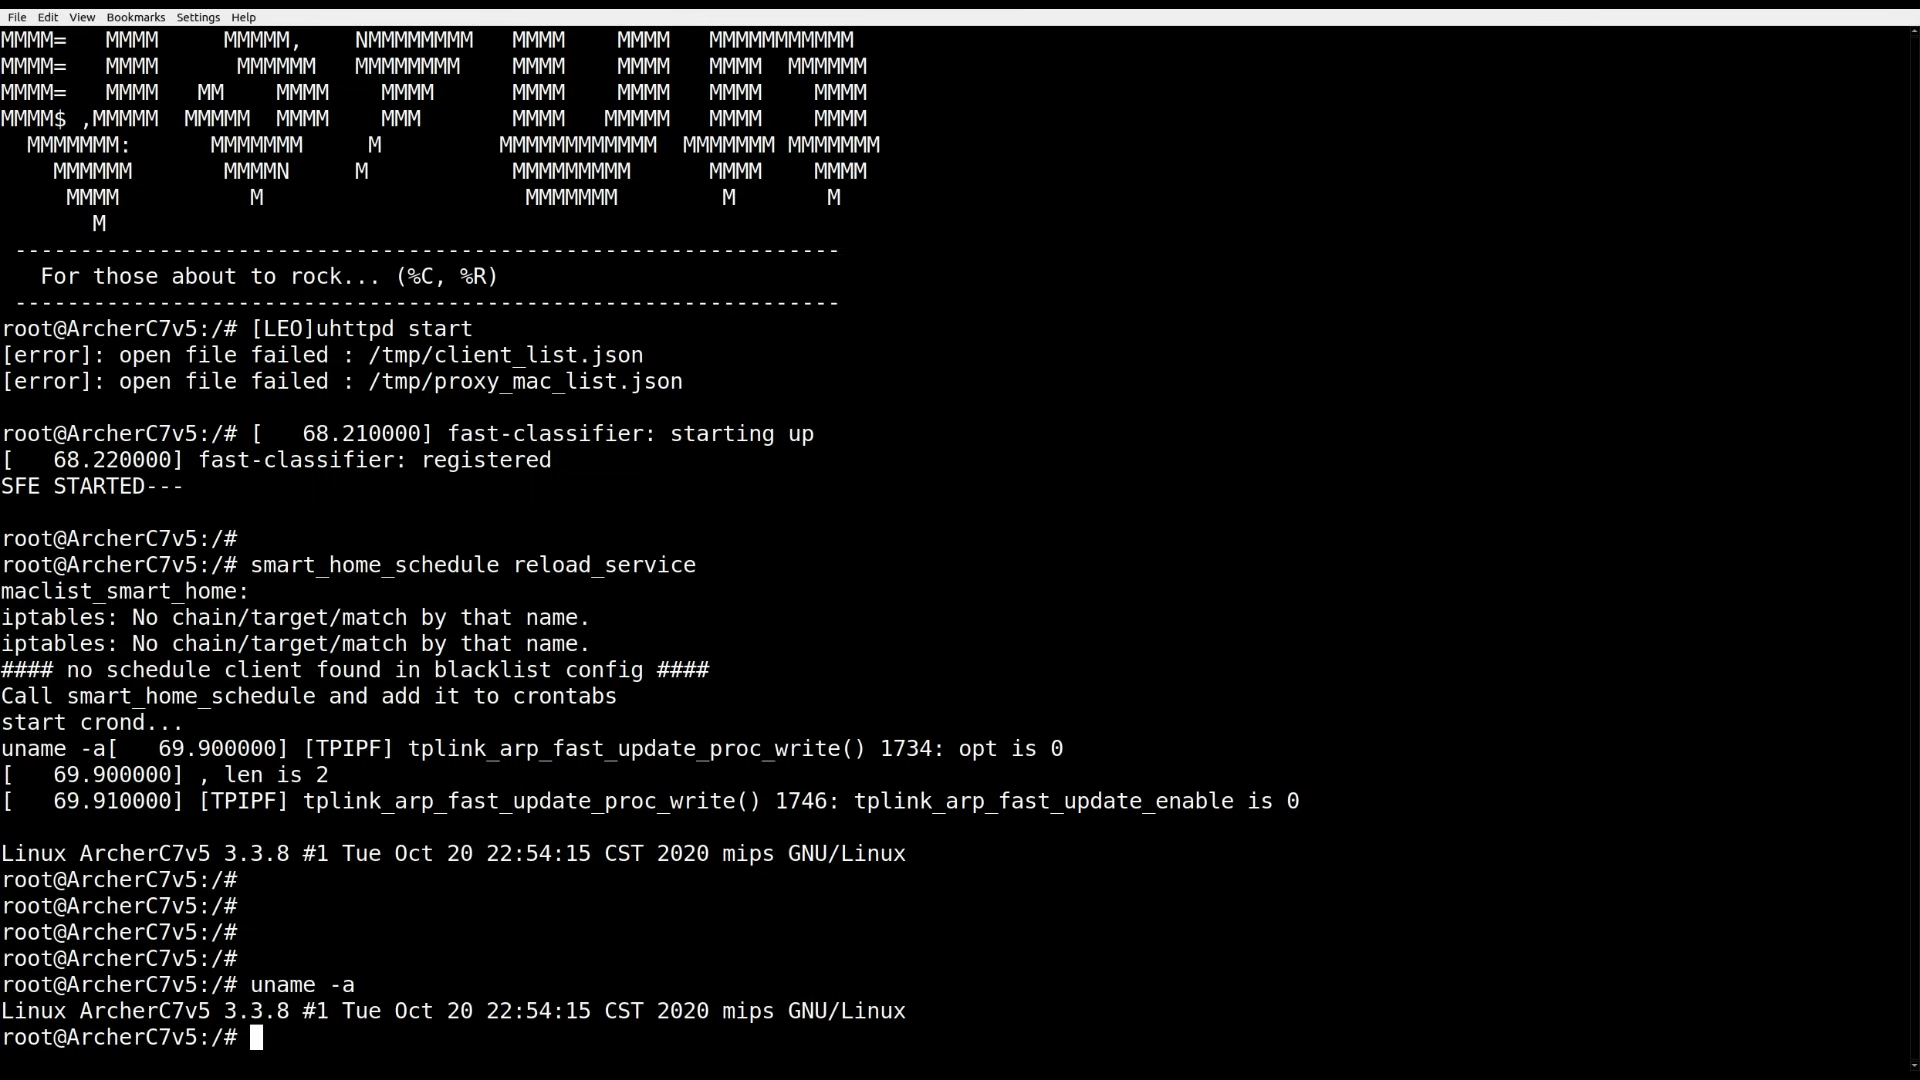 File Edit View Bookmarks Settings Help
MMMM=   MMMM     MMMMM,    NMMMMMMMM   MMMM    MMMM   MMMMMMMMMMM
MMMM=   MMMM      MMMMMM   MMMMMMMM    MMMM    MMMM   MMMM  MMMMMM
MMMM=   MMMM   MM    MMMM    MMMM      MMMM    MMMM   MMMM    MMMM
MMMM$ ,MMMMM  MMMMM  MMMM    MMM       MMMM   MMMMM   MMMM    MMMM
  MMMMMMM:      MMMMMMM     M         MMMMMMMMMMMM  MMMMMMM MMMMMMM
    MMMMMM       MMMMN     M           MMMMMMMMM      MMMM    MMMM
     MMMM          M                    MMMMMMM        M       M
       M
 ---------------------------------------------------------------
   For those about to rock... (%C, %R)
 ---------------------------------------------------------------
root@ArcherC7v5:/# [LEO]uhttpd start
[error]: open file failed : /tmp/client_list.json
[error]: open file failed : /tmp/proxy_mac_list.json
root@ArcherC7v5:/# [   68.210000] fast-classifier: starting up
[   68.220000] fast-classifier: registered
SFE STARTED---
root@ArcherC7v5:/#
root@ArcherC7v5:/# smart_home_schedule reload_service
maclist_smart_home:
iptables: No chain/target/match by that name.
iptables: No chain/target/match by that name.
#### no schedule client found in blacklist config ####
Call smart_home_schedule and add it to crontabs
start crond...
uname -a[   69.900000] [TPIPF] tplink_arp_fast_update_proc_write() 1734: opt is 0
[   69.900000] , len is 2
[   69.910000] [TPIPF] tplink_arp_fast_update_proc_write() 1746: tplink_arp_fast_update_enable is 0
Linux ArcherC7v5 3.3.8 #1 Tue Oct 20 22:54:15 CST 2020 mips GNU/Linux
root@ArcherC7v5:/#
root@ArcherC7v5:/#
root@ArcherC7v5:/#
root@ArcherC7v5:/#
root@ArcherC7v5:/# uname -a
Linux ArcherC7v5 3.3.8 #1 Tue Oct 20 22:54:15 CST 2020 mips GNU/Linux
root@ArcherC7v5:/#